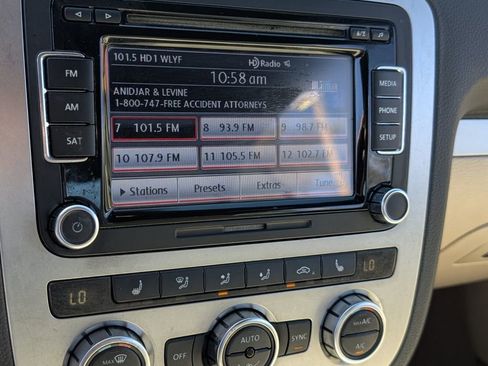 FM
AM
SAT
101.5 HD1 WLYF
HD Radio
10:58 am
ANIDJAR & LEVINE
1-800-747-FREE ACCIDENT ATTORNEYS
7 101.5 FM
8 93.9 FM
9 98.7 FM
10 107.9 FM
11 105.5 FM
12 102.7 FM
Stations
Presets
Extras
Tune
MEDIA
PHONE
SETUP
A/Z
LO
LO
MAX
OFF
AUTO
SYNC
MAX A/C
A/C